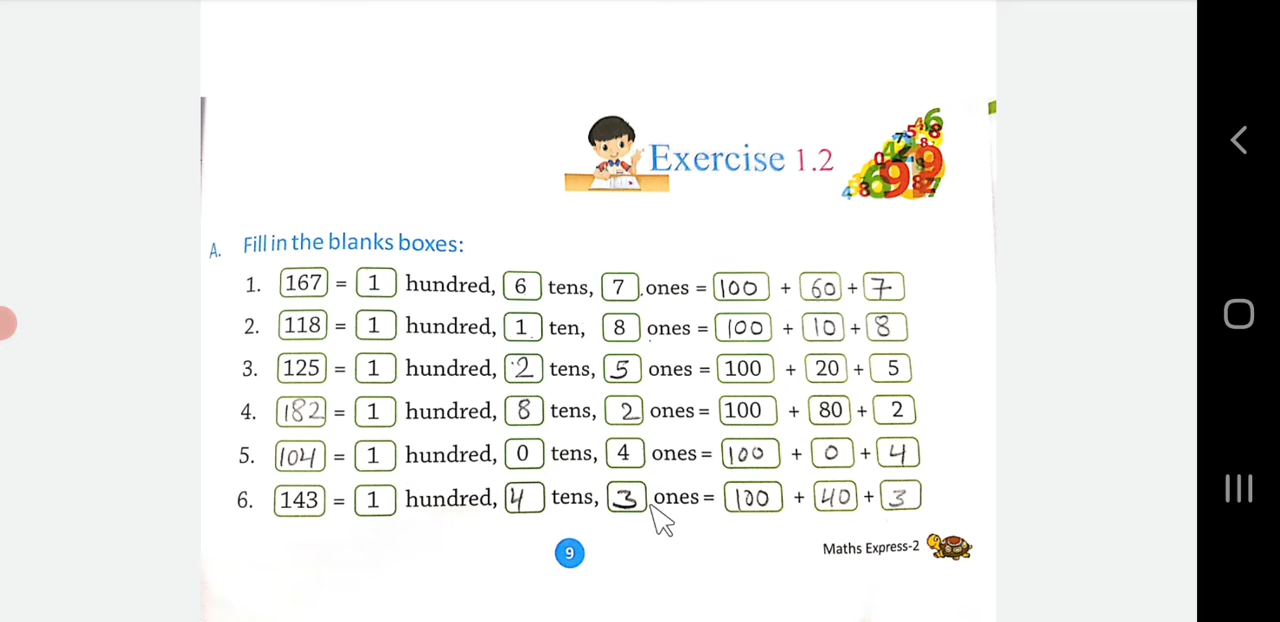 Exercise 1.2
A. Fill in the blanks boxes:
1. 167 = 1 hundred, 6 tens, 7 ones = 100 + 60 + 7
2. 118 = 1 hundred, 1 ten, 8 ones = 100 + 10 + 8
3. 125 = 1 hundred, 2 tens, 5 ones = 100 + 20 + 5
4. 182 = 1 hundred, 8 tens, 2 ones = 100 + 80 + 2
5. 104 = 1 hundred, 0 tens, 4 ones = 100 + 0 + 4
6. 143 = 1 hundred, 4 tens, 3 ones = 100 + 40 + 3
9
Maths Express-2